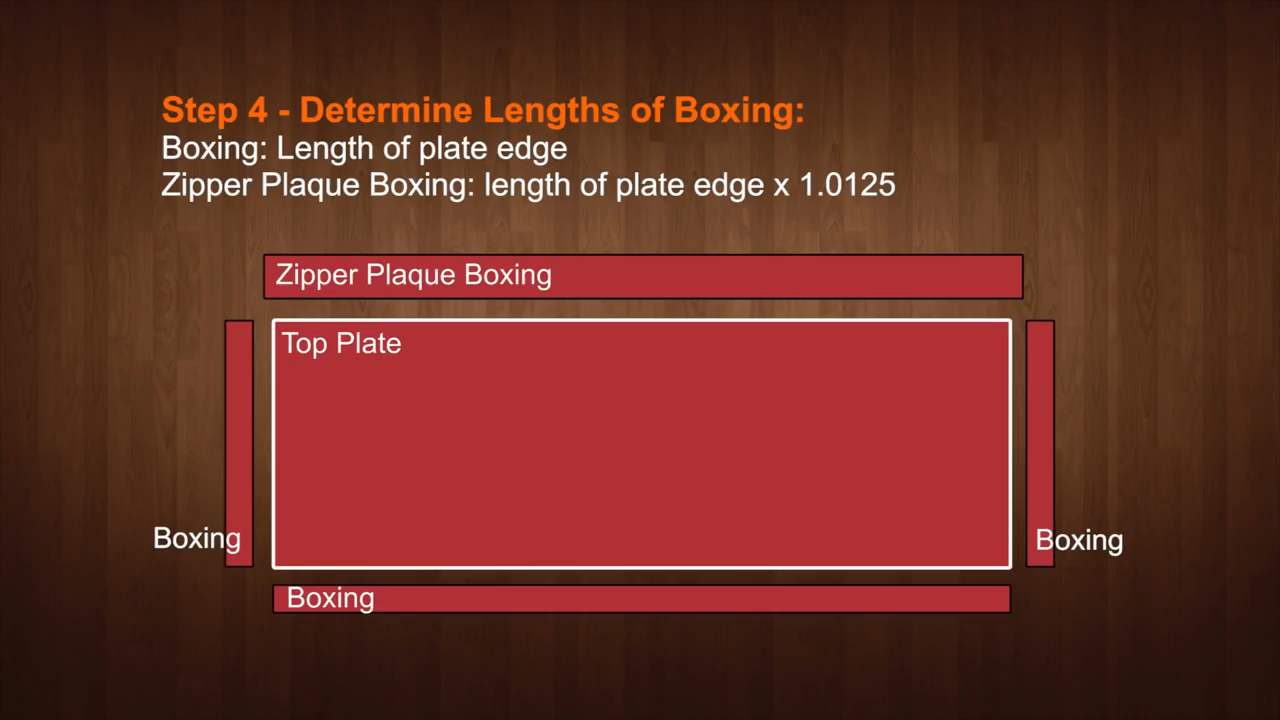 Step 4 - Determine Lengths of Boxing:
Boxing: Length of plate edge
Zipper Plaque Boxing: length of plate edge x 1.0125
Zipper Plaque Boxing
Top Plate
Boxing
Boxing
Boxing